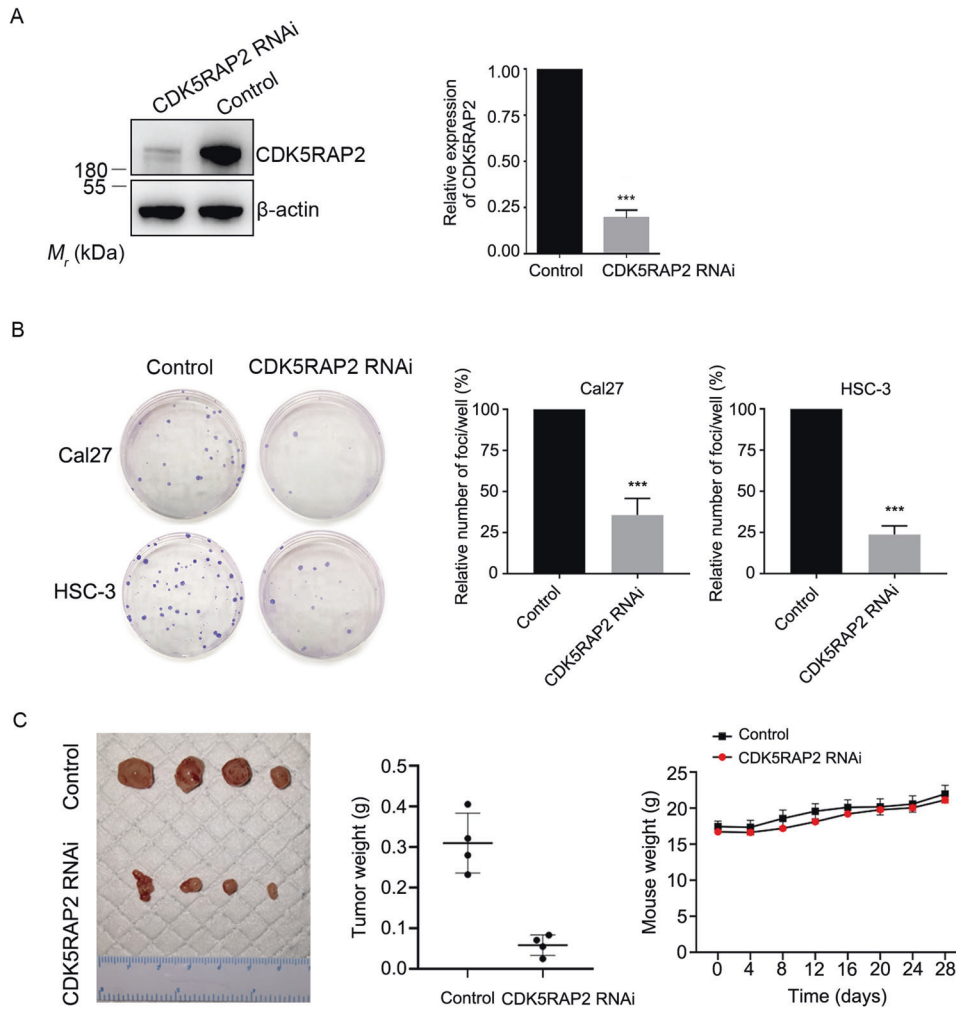 A
CDK5RAP2 RNAi
Control
CDK5RAP2
180
55
β-actin
Mr (kDa)
Relative expression
of CDK5RAP2
1.00
0.75
0.50
0.25
0.00
***
Control
CDK5RAP2 RNAi
B
Control
CDK5RAP2 RNAi
Cal27
HSC-3
Relative number of foci/well (%)
Cal27
100
75
50
25
0
***
Control
CDK5RAP2 RNAi
Relative number of foci/well (%)
HSC-3
100
75
50
25
0
***
Control
CDK5RAP2 RNAi
C
Control
CDK5RAP2 RNAi
Tumor weight (g)
0.5
0.4
0.3
0.2
0.1
0.0
Control
CDK5RAP2 RNAi
Control
CDK5RAP2 RNAi
Mouse weight (g)
25
20
15
10
5
0
0 4 8 12 16 20 24 28
Time (days)